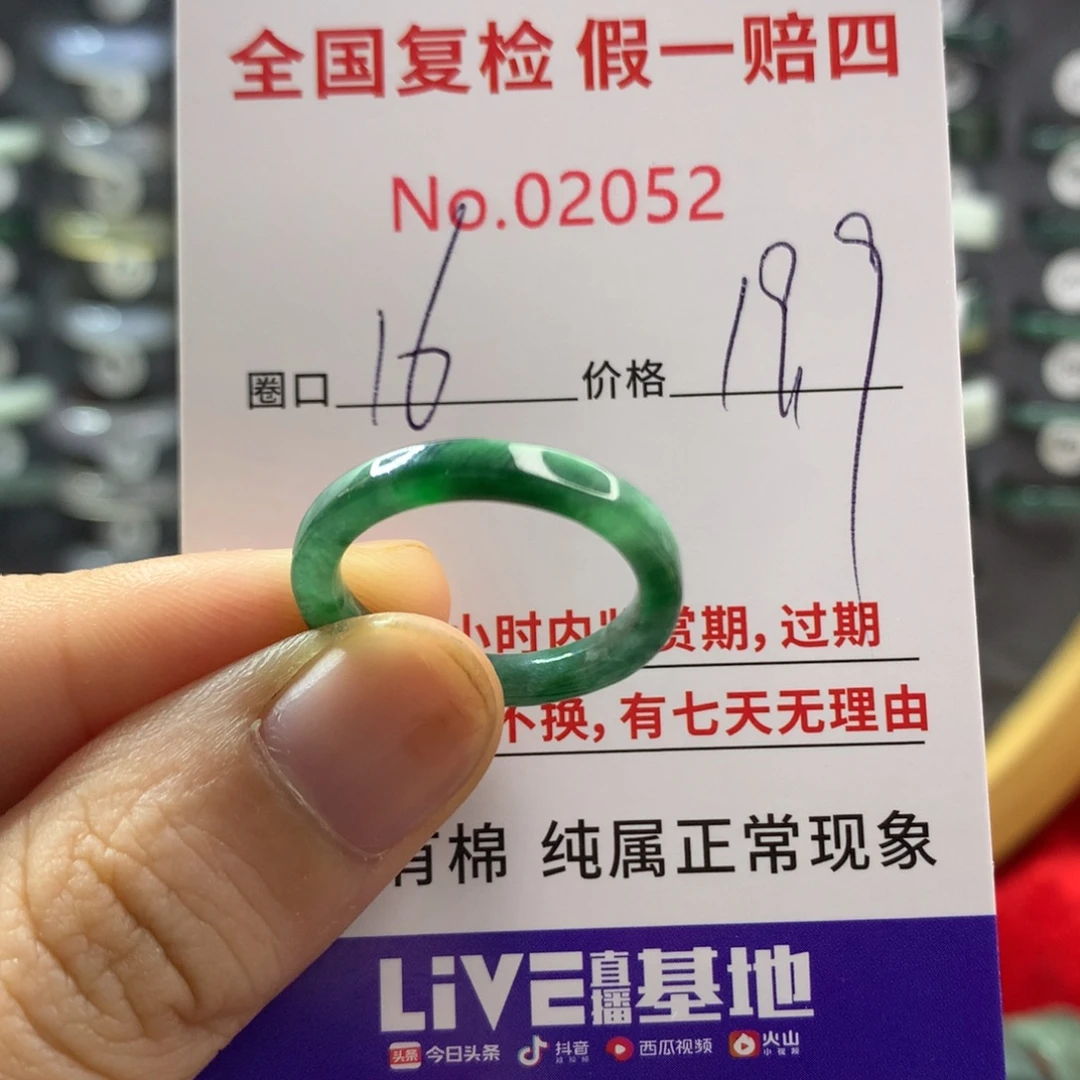 全国复检 假一赔四
No.02052
圈口 16 价格 199
小时内 赏期，过期
不换，有七天无理由
有棉 纯属正常现象
LiVE直播基地
头条 今日头条 抖音 西瓜视频 火山